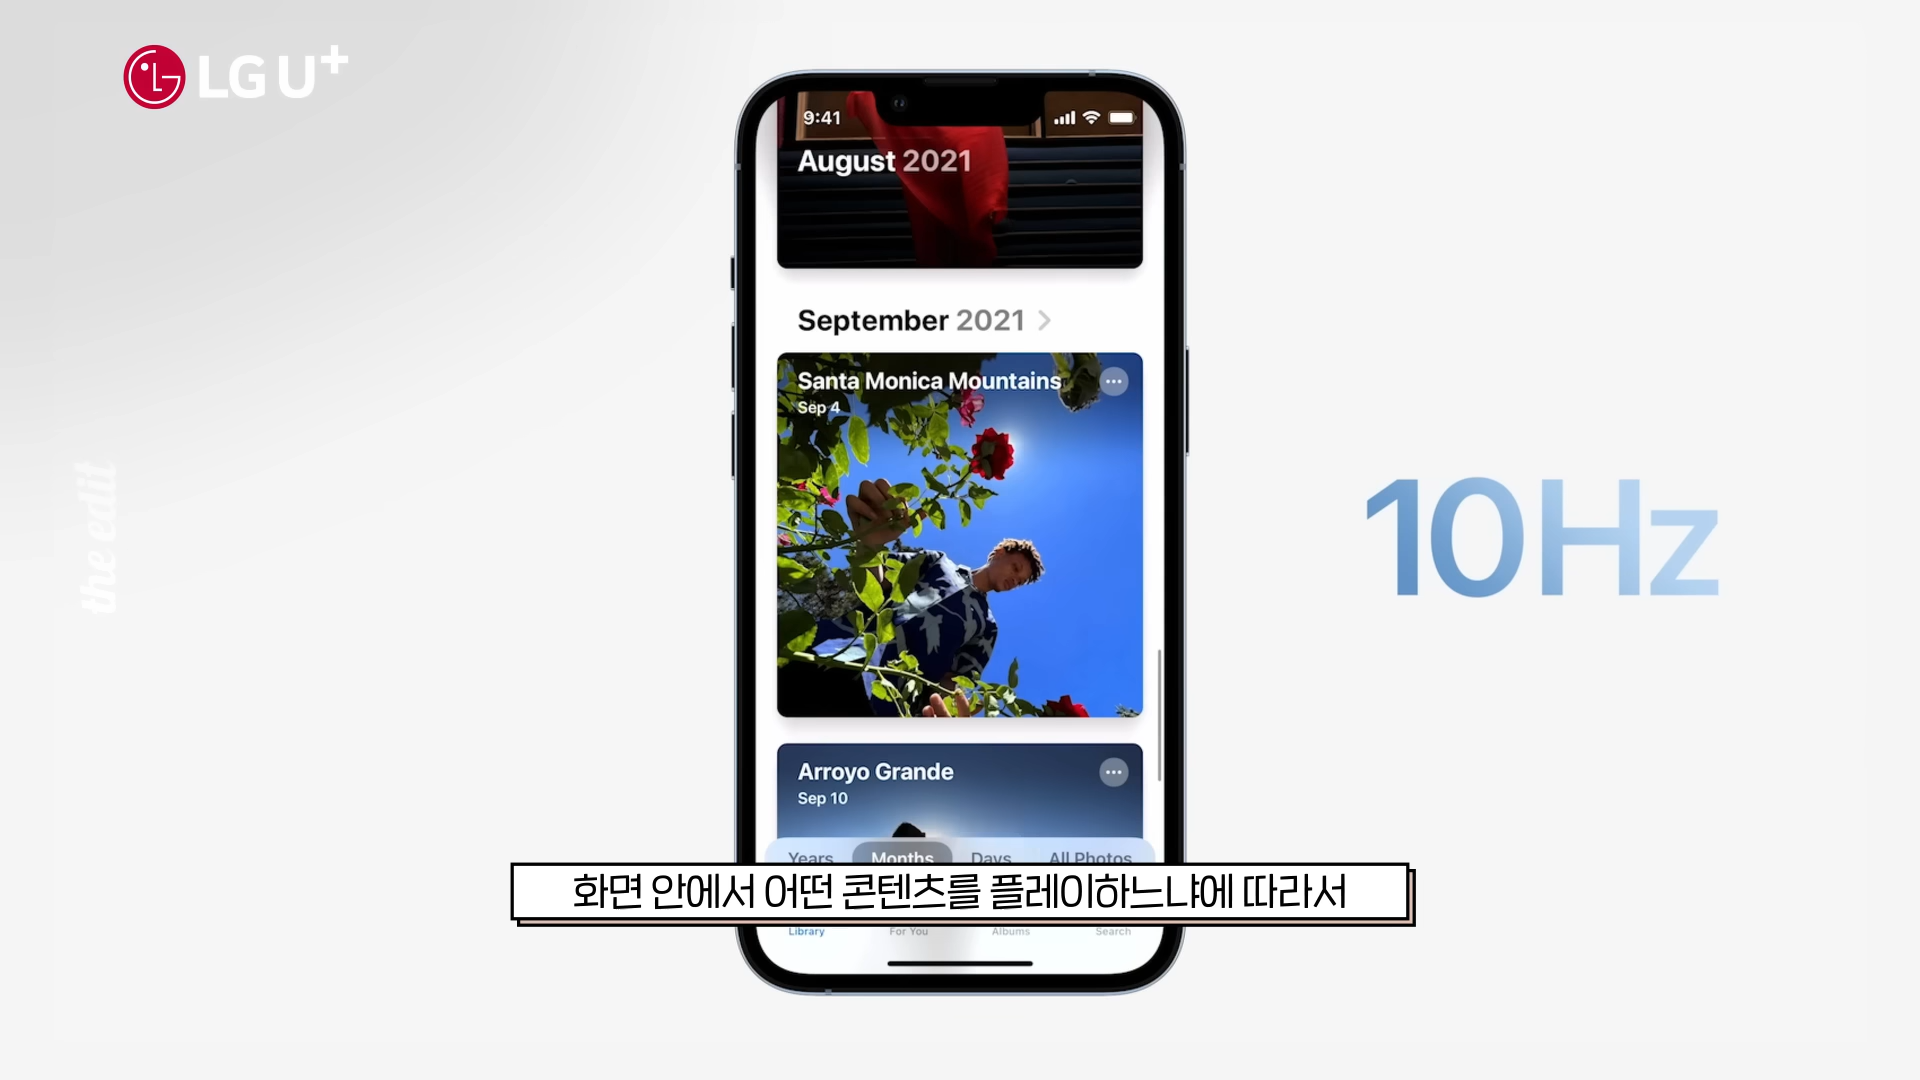 LG U+
9:41
August 2021
September 2021
Santa Monica Mountains
Sep 4
the edit
10Hz
Arroyo Grande
Sep 10
Years Months Days All Photos
화면 안에서 어떤 콘텐츠를 플레이하느냐에 따라서
Library For You Albums Search